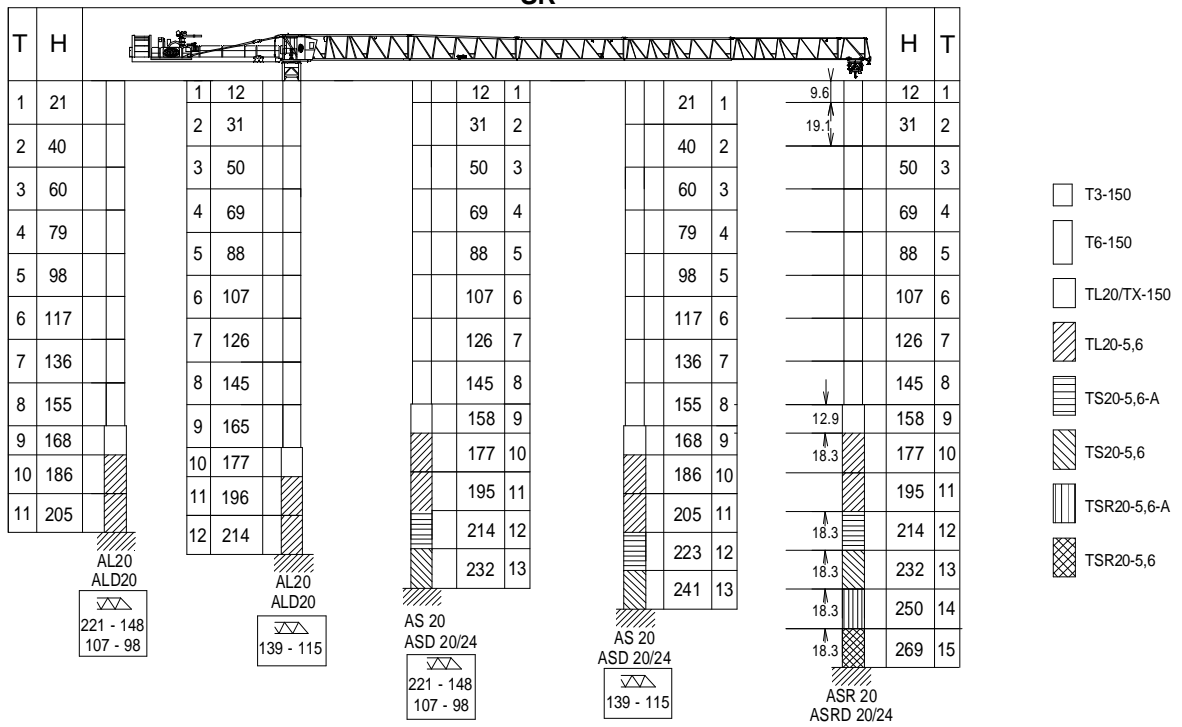 T H
1 21
2 40
3 60
4 79
5 98
6 117
7 136
8 155
9 168
10 186
11 205
AL20
ALD20
221 - 148
107 - 98
1 12
2 31
3 50
4 69
5 88
6 107
7 126
8 145
9 165
10 177
11 196
12 214
AL20
ALD20
139 - 115
12 1
31 2
50 3
69 4
88 5
107 6
126 7
145 8
158 9
177 10
195 11
214 12
232 13
AS 20
ASD 20/24
221 - 148
107 - 98
21 1
40 2
60 3
79 4
98 5
117 6
136 7
155 8
168 9
186 10
205 11
223 12
241 13
AS 20
ASD 20/24
139 - 115
H T
9.6 12 1
19.1 31 2
50 3
69 4
88 5
107 6
126 7
145 8
12.9 158 9
18.3 177 10
195 11
18.3 214 12
18.3 232 13
18.3 250 14
18.3 269 15
ASR 20
ASRD 20/24
T3-150
T6-150
TL20/TX-150
TL20-5,6
TS20-5,6-A
TS20-5,6
TSR20-5,6-A
TSR20-5,6